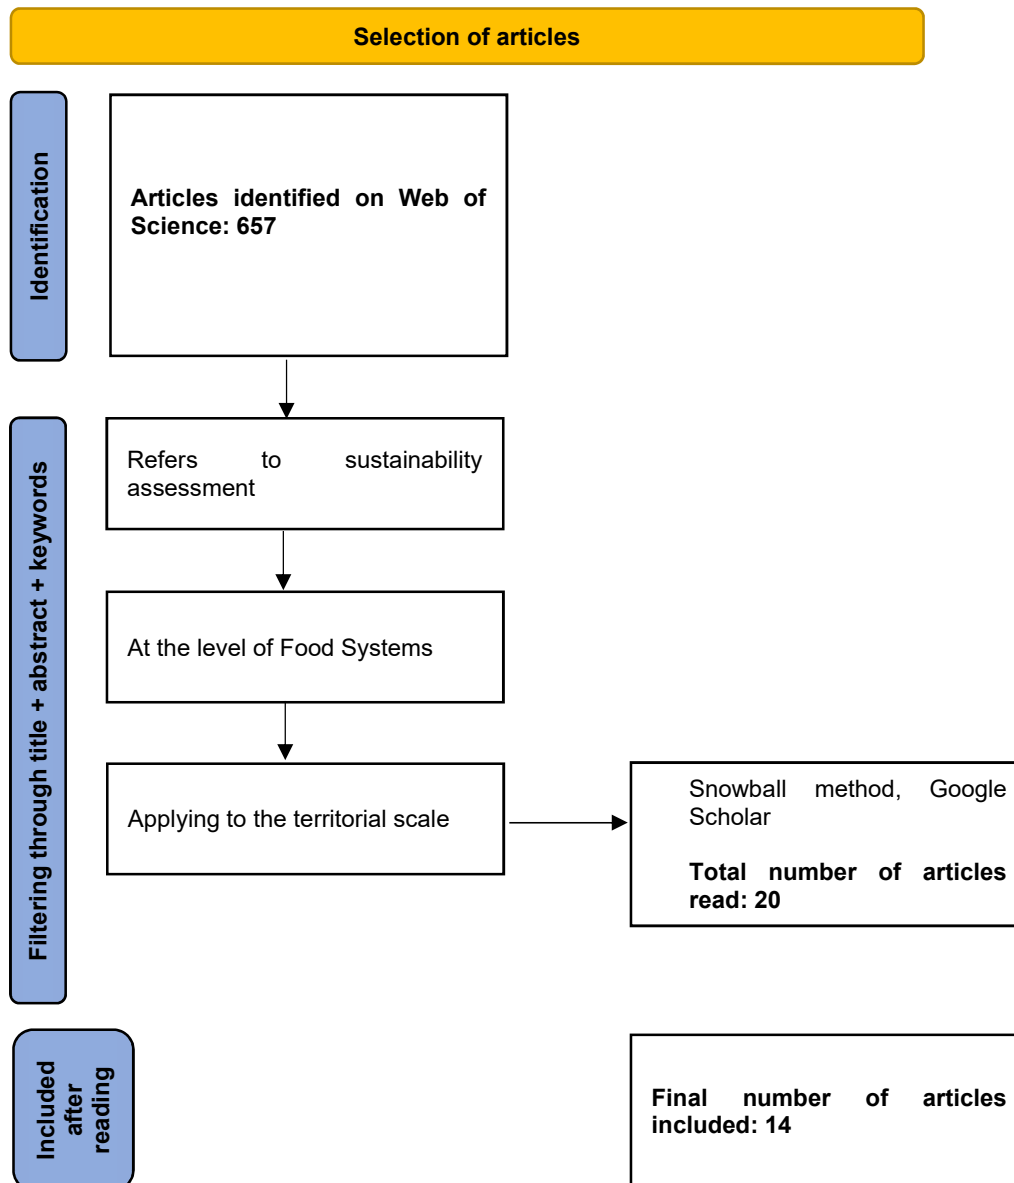 Selection of articles
Identification
Articles identified on Web of
Science: 657
Filtering through title + abstract + keywords
Refers to sustainability
assessment
At the level of Food Systems
Applying to the territorial scale
Snowball method, Google
Scholar
Total number of articles
read: 20
Included
after
reading
Final number of articles
included: 14